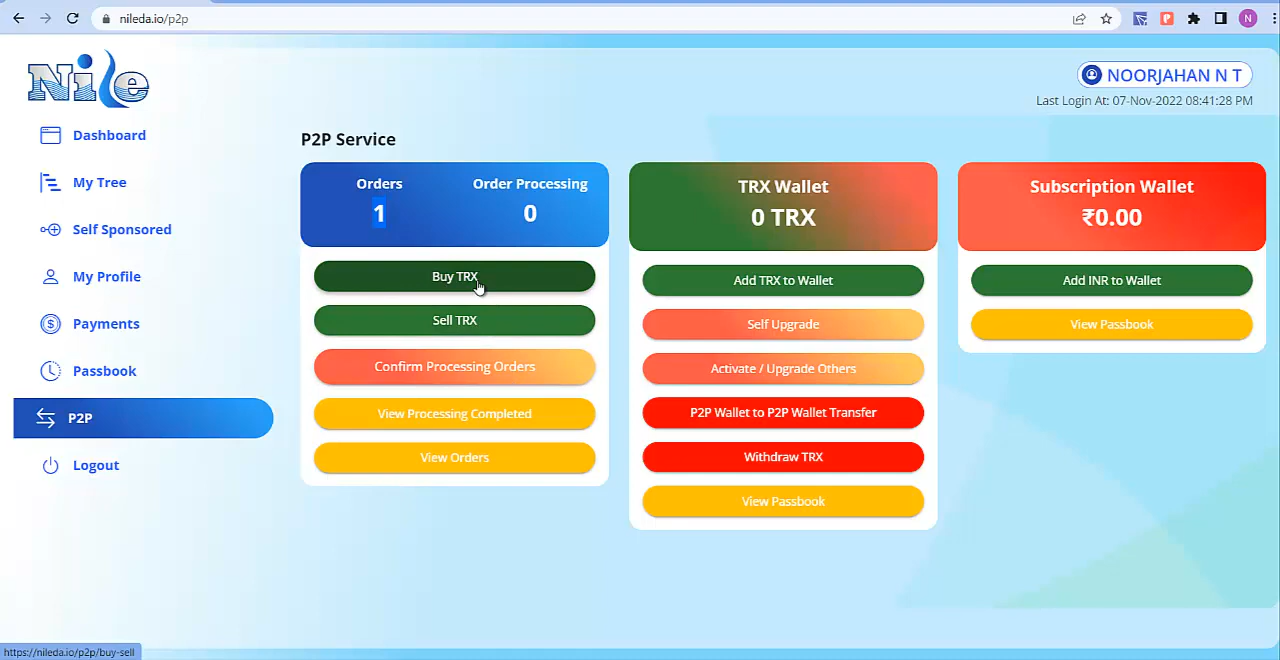 nileda.io/p2p
N
Nile
NOORJAHAN N T
Last Login At: 07-Nov-2022 08:41:28 PM
Dashboard
My Tree
Self Sponsored
My Profile
Payments
Passbook
P2P
Logout
P2P Service
Orders
1
Order Processing
0
Buy TRX
Sell TRX
Confirm Processing Orders
View Processing Completed
View Orders
TRX Wallet
0 TRX
Add TRX to Wallet
Self Upgrade
Activate / Upgrade Others
P2P Wallet to P2P Wallet Transfer
Withdraw TRX
View Passbook
Subscription Wallet
₹0.00
Add INR to Wallet
View Passbook
https://nileda.io/p2p/buy-sell